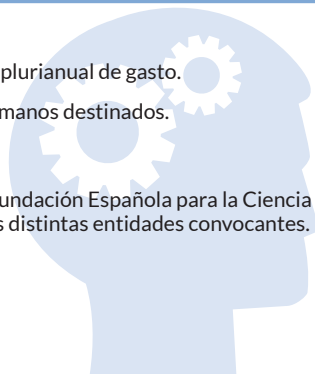 plurianual de gasto.
manos destinados.
undación Española para la Ciencia
s distintas entidades convocantes.